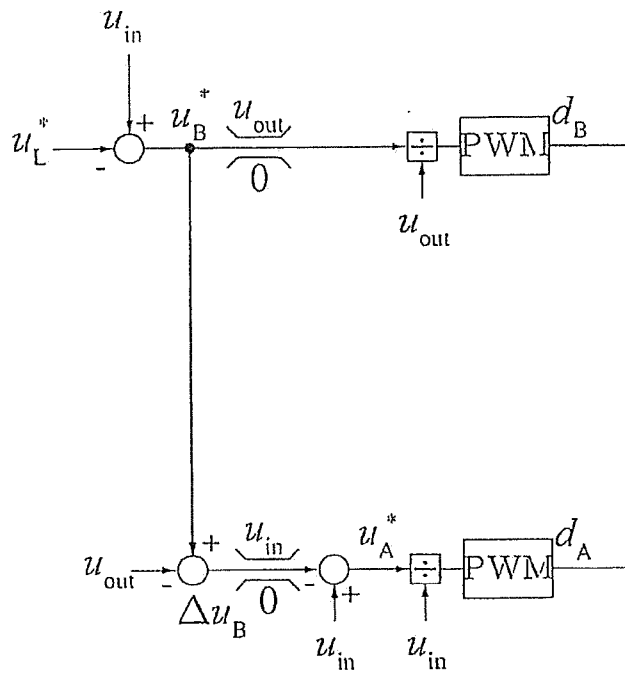 u_in
+
u_L* - u_B* u_out 0 ÷ PWM d_B
u_out
u_out - + Δu_B u_in 0 - + u_A* ÷ PWM d_A
u_in u_in